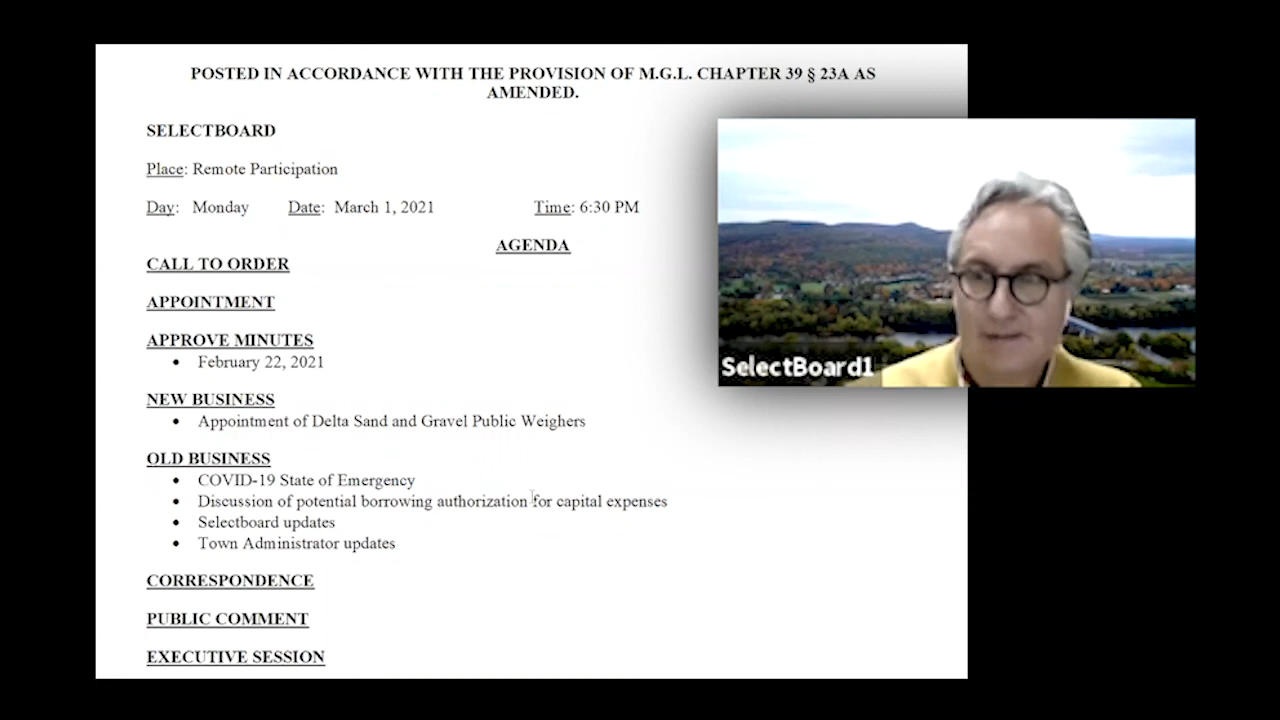 POSTED IN ACCORDANCE WITH THE PROVISION OF M.G.L. CHAPTER 39 § 23A AS
AMENDED.
SELECTBOARD
Place: Remote Participation
Day: Monday Date: March 1, 2021 Time: 6:30 PM
AGENDA
CALL TO ORDER
APPOINTMENT
APPROVE MINUTES
• February 22, 2021
NEW BUSINESS
• Appointment of Delta Sand and Gravel Public Weighers
OLD BUSINESS
• COVID-19 State of Emergency
• Discussion of potential borrowing authorization for capital expenses
• Selectboard updates
• Town Administrator updates
CORRESPONDENCE
PUBLIC COMMENT
EXECUTIVE SESSION
SelectBoard1